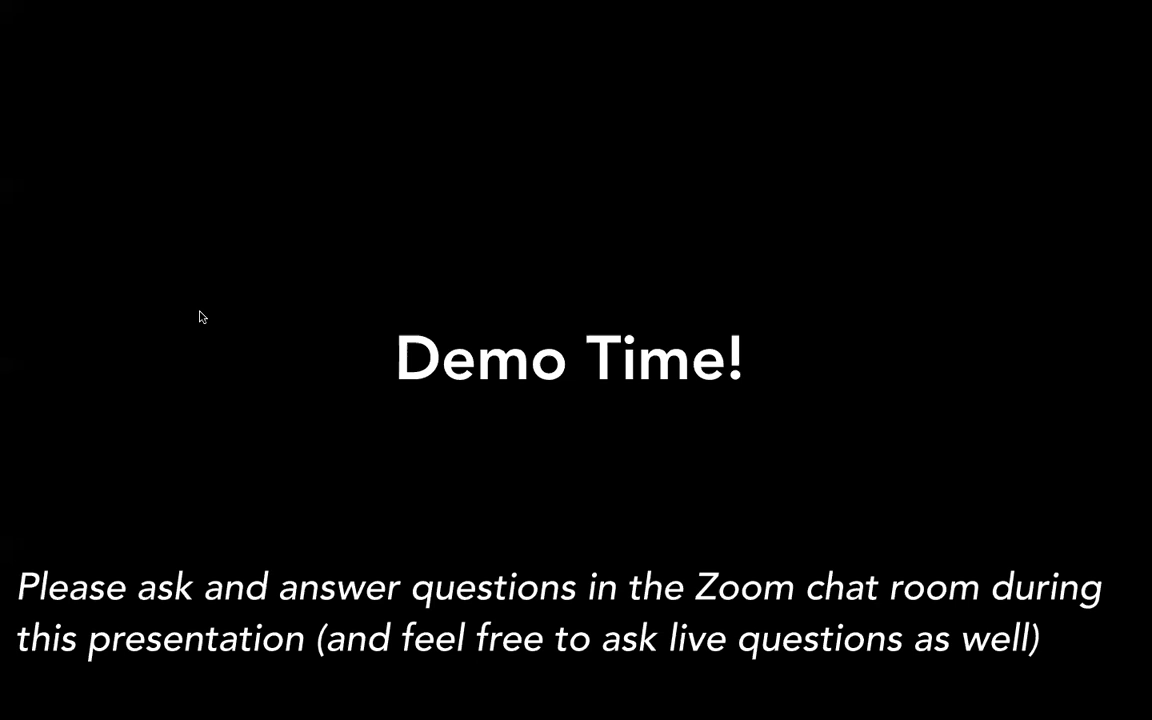 Demo Time!
Please ask and answer questions in the Zoom chat room during
this presentation (and feel free to ask live questions as well)